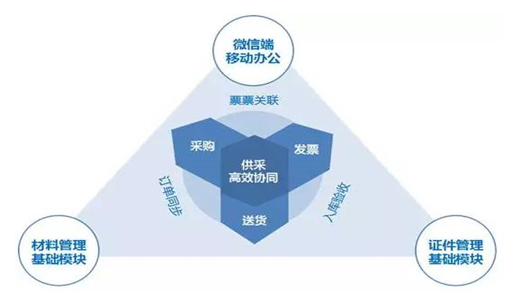 微信端
移动办公
票票关联
采购
发票
供采
高效协同
订单同步
入库验收
送货
材料管理
基础模块
证件管理
基础模块